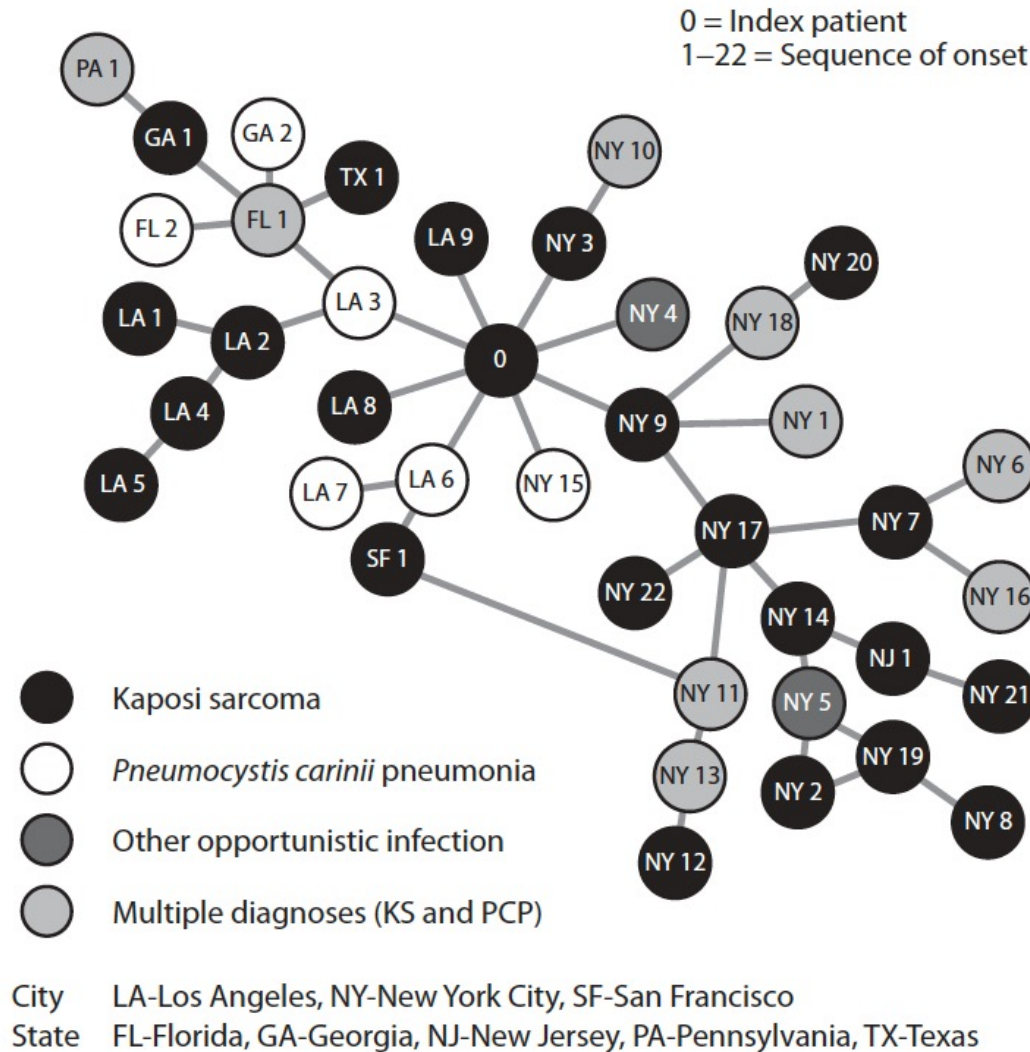 0 = Index patient
1–22 = Sequence of onset
PA 1
GA 1
GA 2
TX 1
FL 2
FL 1
NY 10
LA 9
NY 3
NY 20
LA 1
LA 2
LA 3
NY 4
NY 18
0
LA 4
LA 8
NY 9
NY 1
LA 5
LA 7
LA 6
NY 15
NY 6
SF 1
NY 17
NY 7
NY 22
NY 14
NY 16
NJ 1
NY 11
NY 5
NY 21
Kaposi sarcoma
NY 13
NY 2
NY 19
Pneumocystis carinii pneumonia
NY 8
Other opportunistic infection
NY 12
Multiple diagnoses (KS and PCP)
City LA-Los Angeles, NY-New York City, SF-San Francisco
State FL-Florida, GA-Georgia, NJ-New Jersey, PA-Pennsylvania, TX-Texas